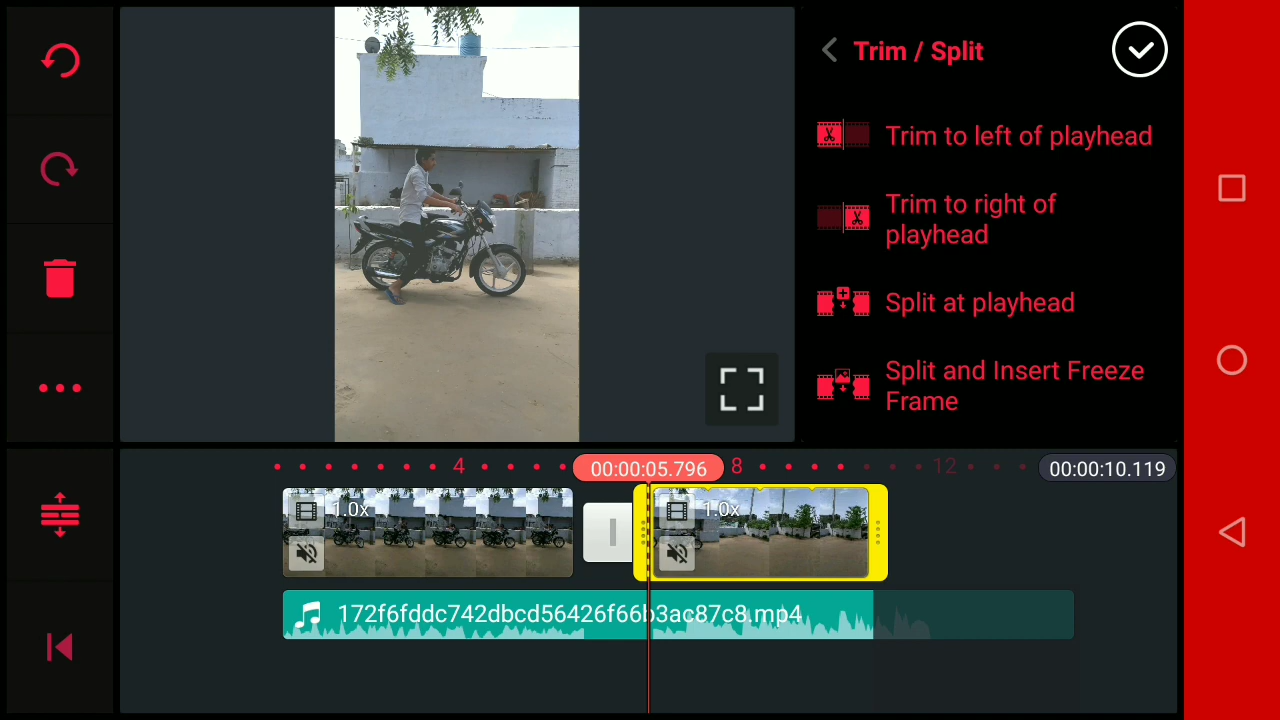 Trim / Split
Trim to left of playhead
Trim to right of
playhead
Split at playhead
Split and Insert Freeze
Frame
4
00:00:05.796
8
12
00:00:10.119
1.0x
1.0x
172f6fddc742dbcd56426f66b3ac87c8.mp4